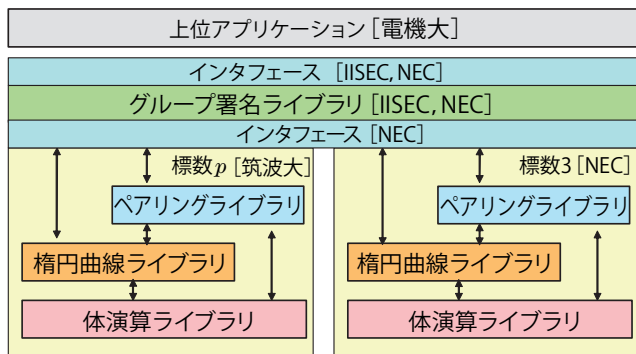 上位アプリケーション [電機大]
インタフェース [IISEC, NEC]
グループ署名ライブラリ [IISEC, NEC]
インタフェース [NEC]
標数p [筑波大]
ペアリングライブラリ
楕円曲線ライブラリ
体演算ライブラリ
標数3 [NEC]
ペアリングライブラリ
楕円曲線ライブラリ
体演算ライブラリ